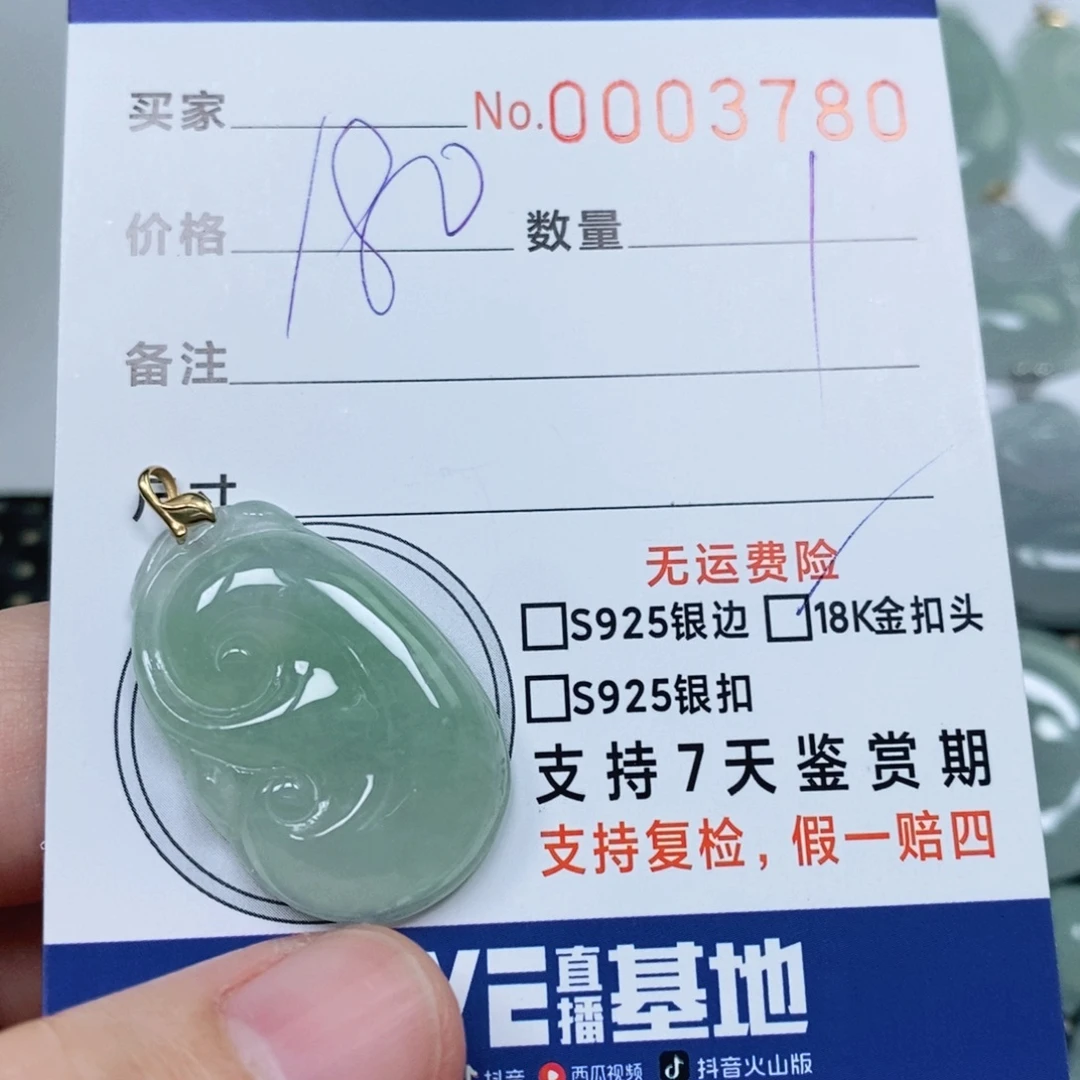 买家 No.0003780
价格 180 数量 1
备注
尺寸
无运费险
S925银边 18K金扣头
S925银扣
支持7天鉴赏期
支持复检，假一赔四
直播基地
抖音 西瓜视频 抖音火山版